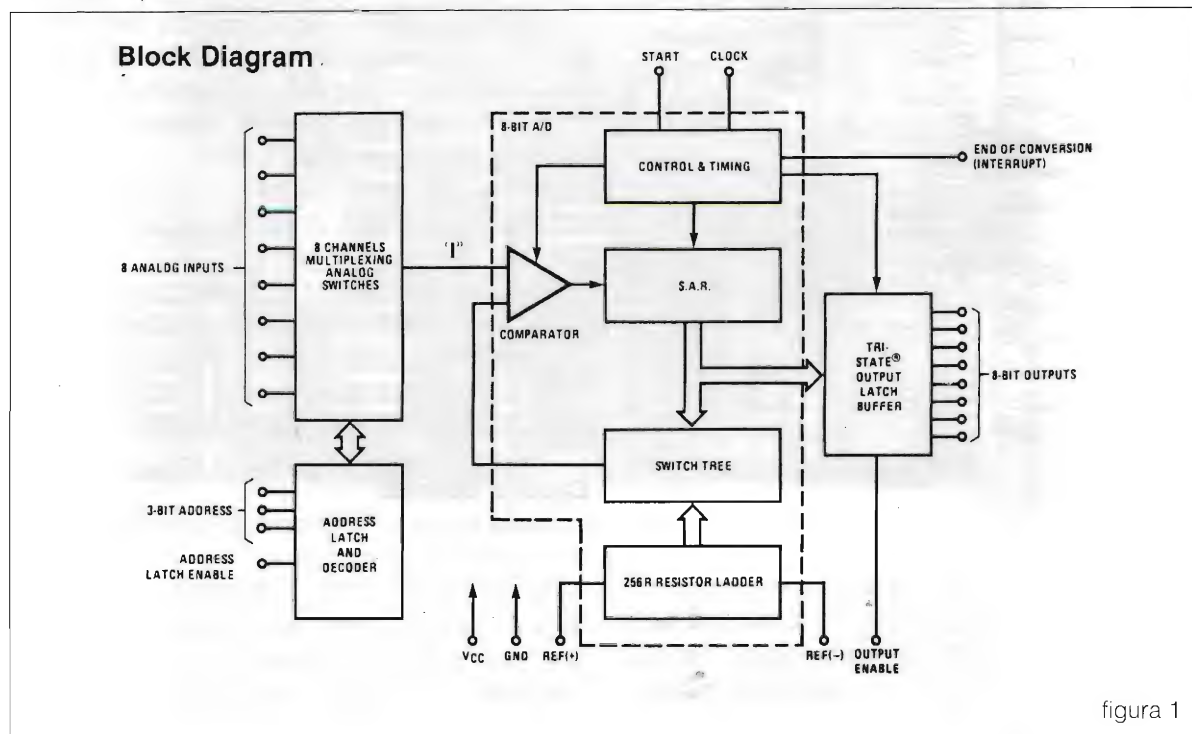 Block Diagram
START
CLOCK
8-BIT A/D
END OF CONVERSION
(INTERRUPT)
CONTROL & TIMING
8 ANALOG INPUTS
8 CHANNELS
MULTIPLEXING
ANALOG
SWITCHES
"I"
COMPARATOR
S.A.R.
TRI-
STATE®
OUTPUT
LATCH
BUFFER
8-BIT OUTPUTS
SWITCH TREE
3-BIT ADDRESS
ADDRESS
LATCH ENABLE
ADDRESS
LATCH
AND
DECODER
256R RESISTOR LADDER
VCC
GND
REF(+)
REF(-)
OUTPUT
ENABLE
figura 1